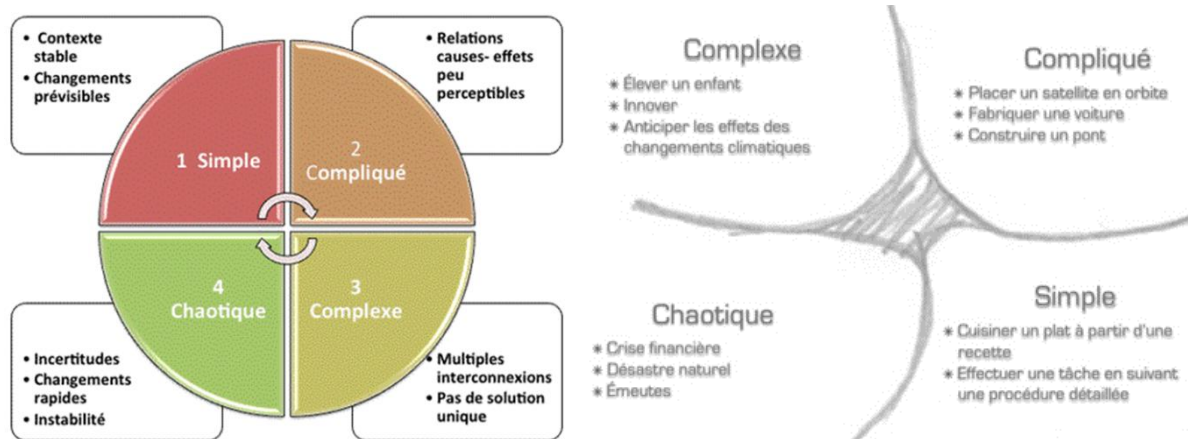 • Contexte
stable
• Changements
prévisibles
• Relations
causes- effets
peu
perceptibles
1 Simple
2
Compliqué
4
Chaotique
3
Complexe
• Incertitudes
• Changements
rapides
• Instabilité
• Multiples
interconnexions
• Pas de solution
unique
Complexe
* Élever un enfant
* Innover
* Anticiper les effets des
changements climatiques
Compliqué
* Placer un satellite en orbite
* Fabriquer une voiture
* Construire un pont
Chaotique
* Crise financière
* Désastre naturel
* Émeutes
Simple
* Cuisiner un plat à partir d'une
recette
* Effectuer une tâche en suivant
une procédure détaillée